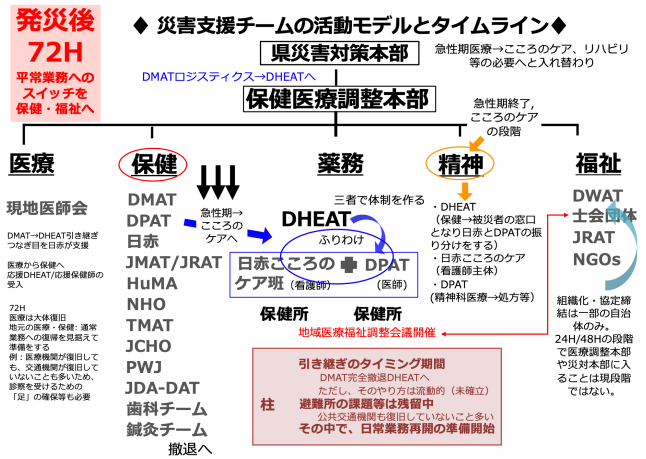 発災後
72H
平常業務への
スイッチを
保健・福祉へ
◆ 災害支援チームの活動モデルとタイムライン◆
県災害対策本部
急性期医療→こころのケア、リハビリ
等の必要へと入れ替わり
DMATロジスティクス→DHEATへ
保健医療調整本部
急性期終了,
こころのケア
の段階
医療
保健
薬務
精神
福祉
現地医師会
DMAT→DHEAT引き継ぎ
つなぎ目を日赤が支援
医療から保健へ
応援DHEAT/応援保健師の
受入
72H
医療は大体復旧
地元の医療・保健: 通常
業務への復帰を見据えて
準備をする
例：医療機関が復旧して
も、交通機関が復旧して
いないことも多いため、
診察を受けるための
「足」の確保等も必要
DMAT
DPAT
日赤
JMAT/JRAT
HuMA
NHO
TMAT
JCHO
PWJ
JDA-DAT
歯科チーム
鍼灸チーム
撤退へ
急性期→
こころの
ケアへ
三者で体制を作る
DHEAT
ふりわけ
日赤こころの
ケア班（看護師）
DPAT
（医師）
保健所
保健所
地域医療福祉調整会議開催
・DHEAT
（保健→被災者の窓口
となり日赤とDPATの振
り分けをする）
・日赤こころのケア
（看護師主体）
・DPAT
（精神科医療→処方等）
DWAT
士会団体
JRAT
NGOs
組織化・協定締
結は一部の自治
体のみ。
24H/48Hの段階
で医療調整本部
や災対本部に入
ることは現段階
ではない。
柱
引き継ぎのタイミング期間
DMAT完全撤退DHEATへ
ただし、そのやり方は流動的（未確立）
避難所の課題等は残留中
公共交通機関も復旧していないこと多い
その中で、日常業務再開の準備開始